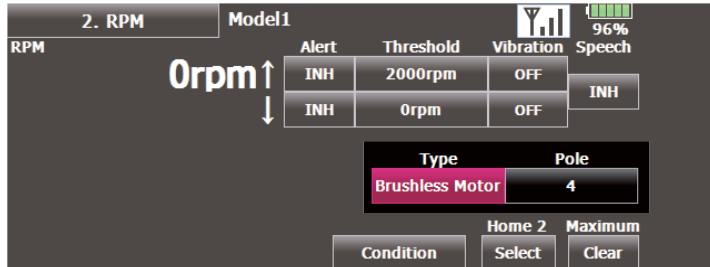 2. RPM Model1 96%
RPM Alert Threshold Vibration Speech
0rpm↑ INH 2000rpm OFF INH
↓ INH 0rpm OFF
Type Pole
Brushless Motor 4
Home 2 Maximum
Condition Select Clear